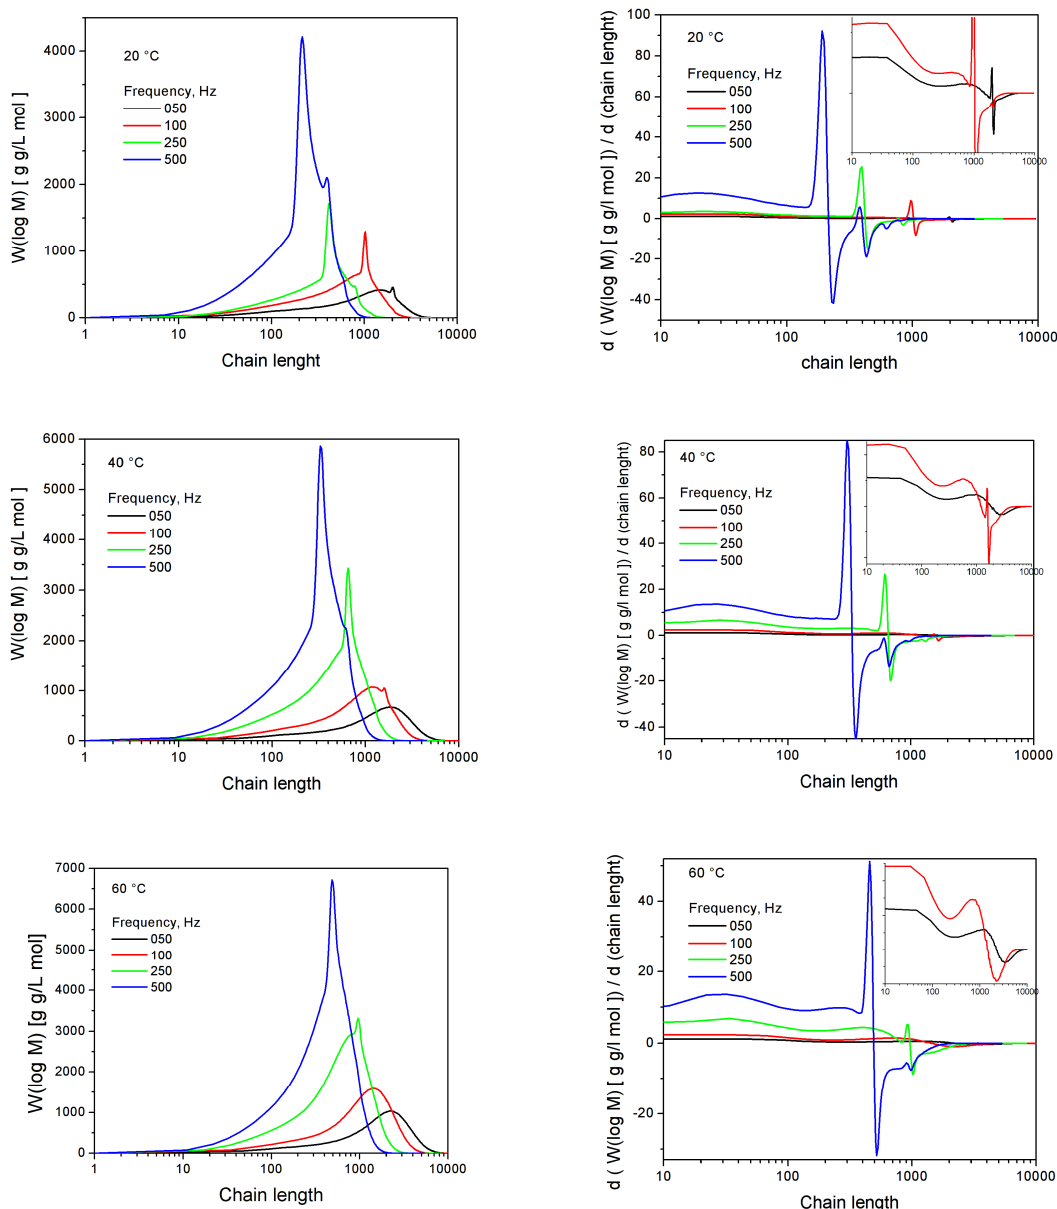 20 °C
Frequency, Hz
050
100
250
500
4000
3000
2000
1000
0
1 10 100 1000 10000
W(log M) [ g g/L mol ]
Chain lenght
20 °C
Frequency, Hz
050
100
250
500
100
80
60
40
20
0
-20
-40
10 100 1000 10000
10 100 1000 10000
d ( W(log M) [ g g/l mol ]) / d (chain lenght)
chain lenght
40 °C
Frequency, Hz
050
100
250
500
6000
5000
4000
3000
2000
1000
0
1 10 100 1000 10000
W(log M) [ g g/L mol ]
Chain length
40 °C
Frequency, Hz
050
100
250
500
80
60
40
20
0
-20
-40
10 100 1000 10000
10 100 1000 10000
d ( W(log M) [ g g/l mol ]) / d (chain lenght)
Chain length
60 °C
Frequency, Hz
050
100
250
500
7000
6000
5000
4000
3000
2000
1000
0
1 10 100 1000 10000
W(log M) [g g/L mol]
Chain length
60 °C
Frequency, Hz
050
100
250
500
40
20
0
-20
10 100 1000 10000
10 100 1000 10000
d ( W(log M) [ g g/l mol ]) / d (chain lenght)
Chain length